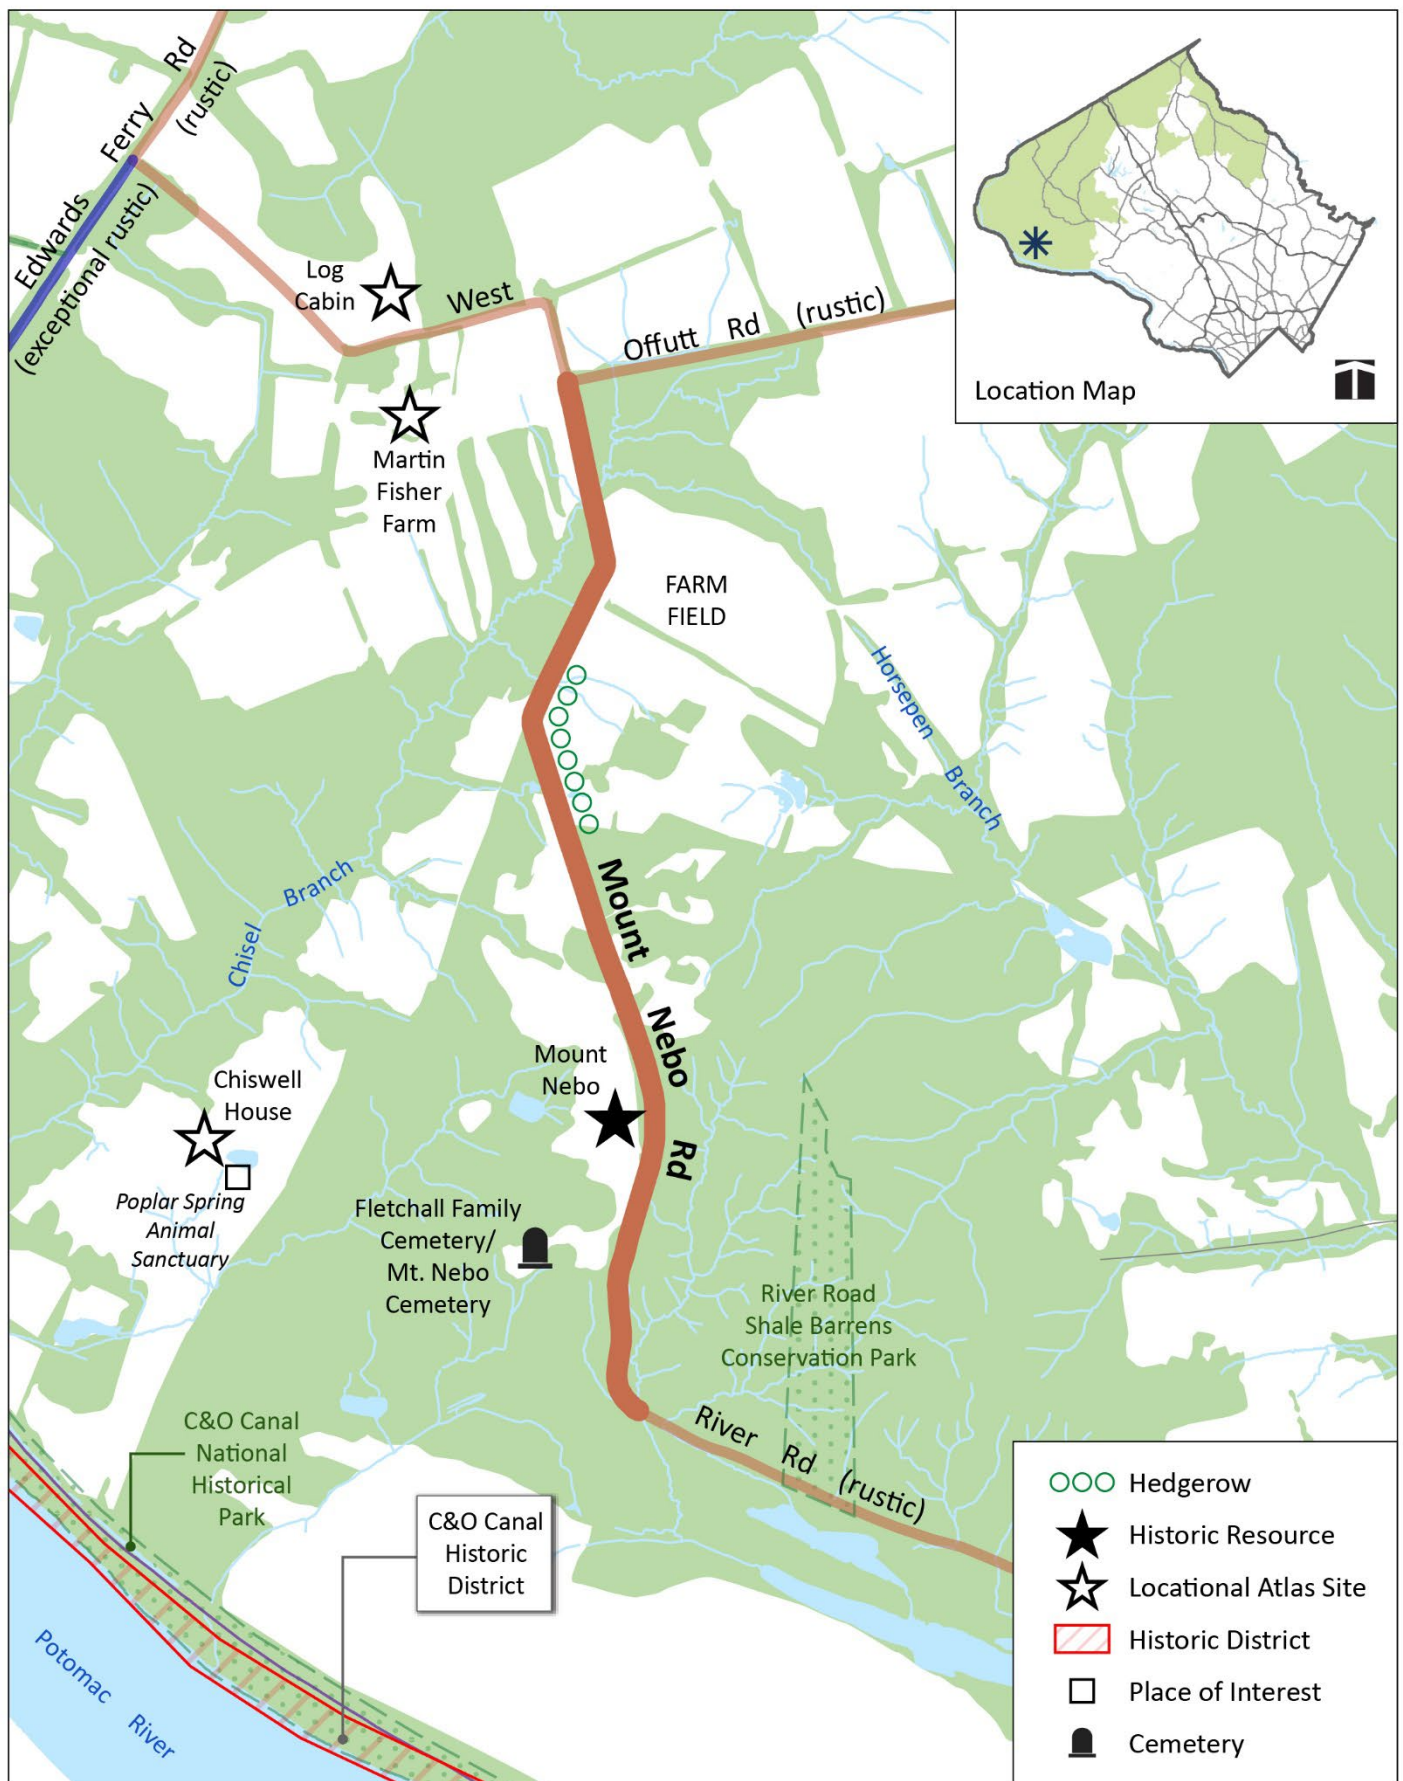 Edwards Ferry Rd
(rustic)
(exceptional rustic)
Location Map
Log
Cabin
West Offutt Rd (rustic)
Martin
Fisher
Farm
FARM
FIELD
Horsepen Branch
Chisel Branch
Mount Nebo Rd
Mount
Nebo
Chiswell
House
Poplar Spring
Animal
Sanctuary
Fletchall Family
Cemetery/
Mt. Nebo
Cemetery
River Road
Shale Barrens
Conservation Park
River Rd (rustic)
C&O Canal
National
Historical
Park
C&O Canal
Historic
District
Potomac River
Hedgerow
Historic Resource
Locational Atlas Site
Historic District
Place of Interest
Cemetery